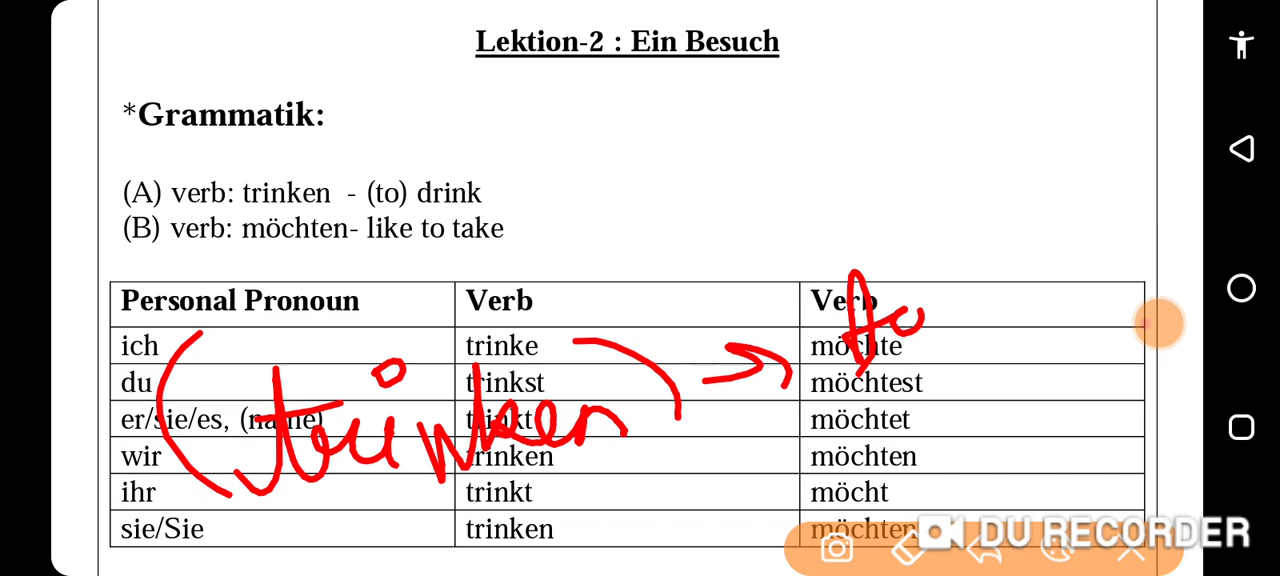 Lektion-2 : Ein Besuch
*Grammatik:
(A) verb: trinken - (to) drink
(B) verb: möchten- like to take
Personal Pronoun Verb Verb
ich trinke möchte
du trinkst möchtest
er/sie/es, (name) trinkt möchtet
wir trinken möchten
ihr trinkt möcht
sie/Sie trinken möchten
(trinken) → to
DU RECORDER